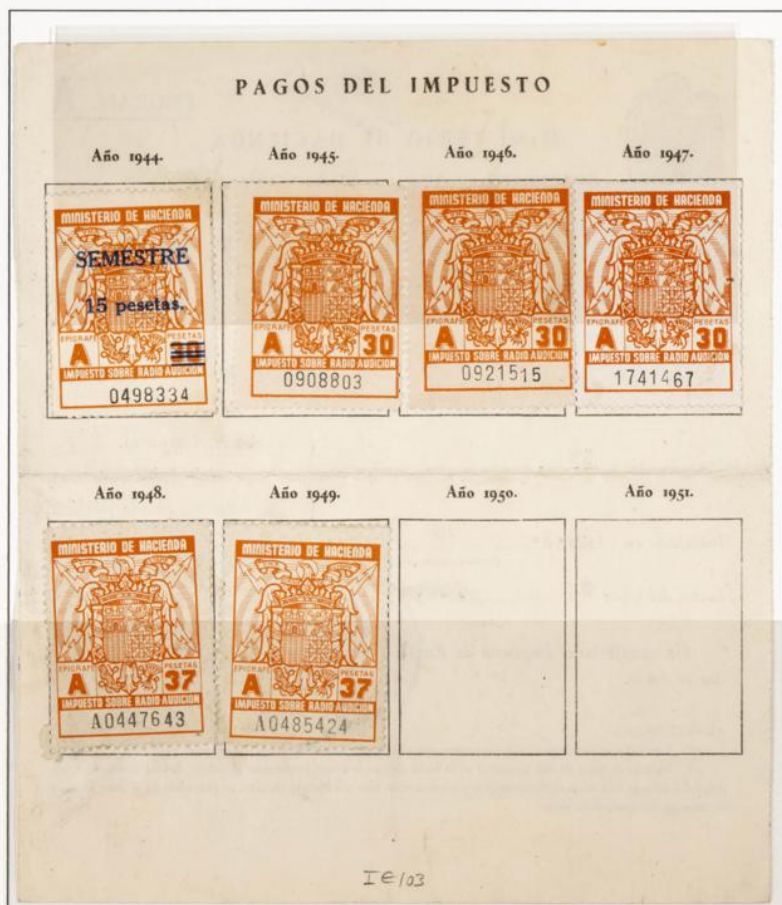 PAGOS DEL IMPUESTO
Año 1944. Año 1945. Año 1946. Año 1947.
MINISTERIO DE HACIENDA
SEMESTRE
15 pesetas.
EPIGRAFE PESETAS
A 30
IMPUESTO SOBRE RADIO AUDICION
0498334
MINISTERIO DE HACIENDA
EPIGRAFE PESETAS
A 30
IMPUESTO SOBRE RADIO AUDICION
0908803
MINISTERIO DE HACIENDA
EPIGRAFE PESETAS
A 30
IMPUESTO SOBRE RADIO AUDICION
0921515
MINISTERIO DE HACIENDA
EPIGRAFE PESETAS
A 30
IMPUESTO SOBRE RADIO AUDICION
1741467
Año 1948. Año 1949. Año 1950. Año 1951.
MINISTERIO DE HACIENDA
EPIGRAFE PESETAS
A 37
IMPUESTO SOBRE RADIO AUDICION
A0447643
MINISTERIO DE HACIENDA
EPIGRAFE PESETAS
A 37
IMPUESTO SOBRE RADIO AUDICION
A0485424
IE/03